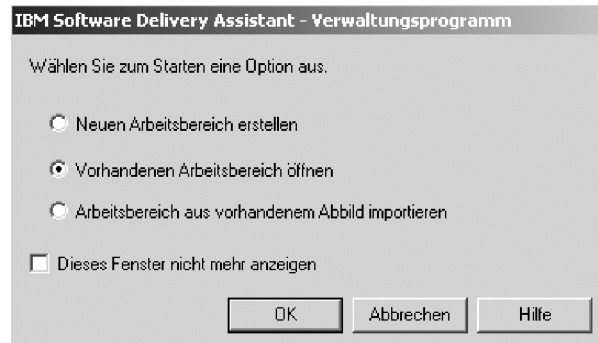 IBM Software Delivery Assistant - Verwaltungsprogramm
Wählen Sie zum Starten eine Option aus.
Neuen Arbeitsbereich erstellen
Vorhandenen Arbeitsbereich öffnen
Arbeitsbereich aus vorhandenem Abbild importieren
Dieses Fenster nicht mehr anzeigen
OK Abbrechen Hilfe